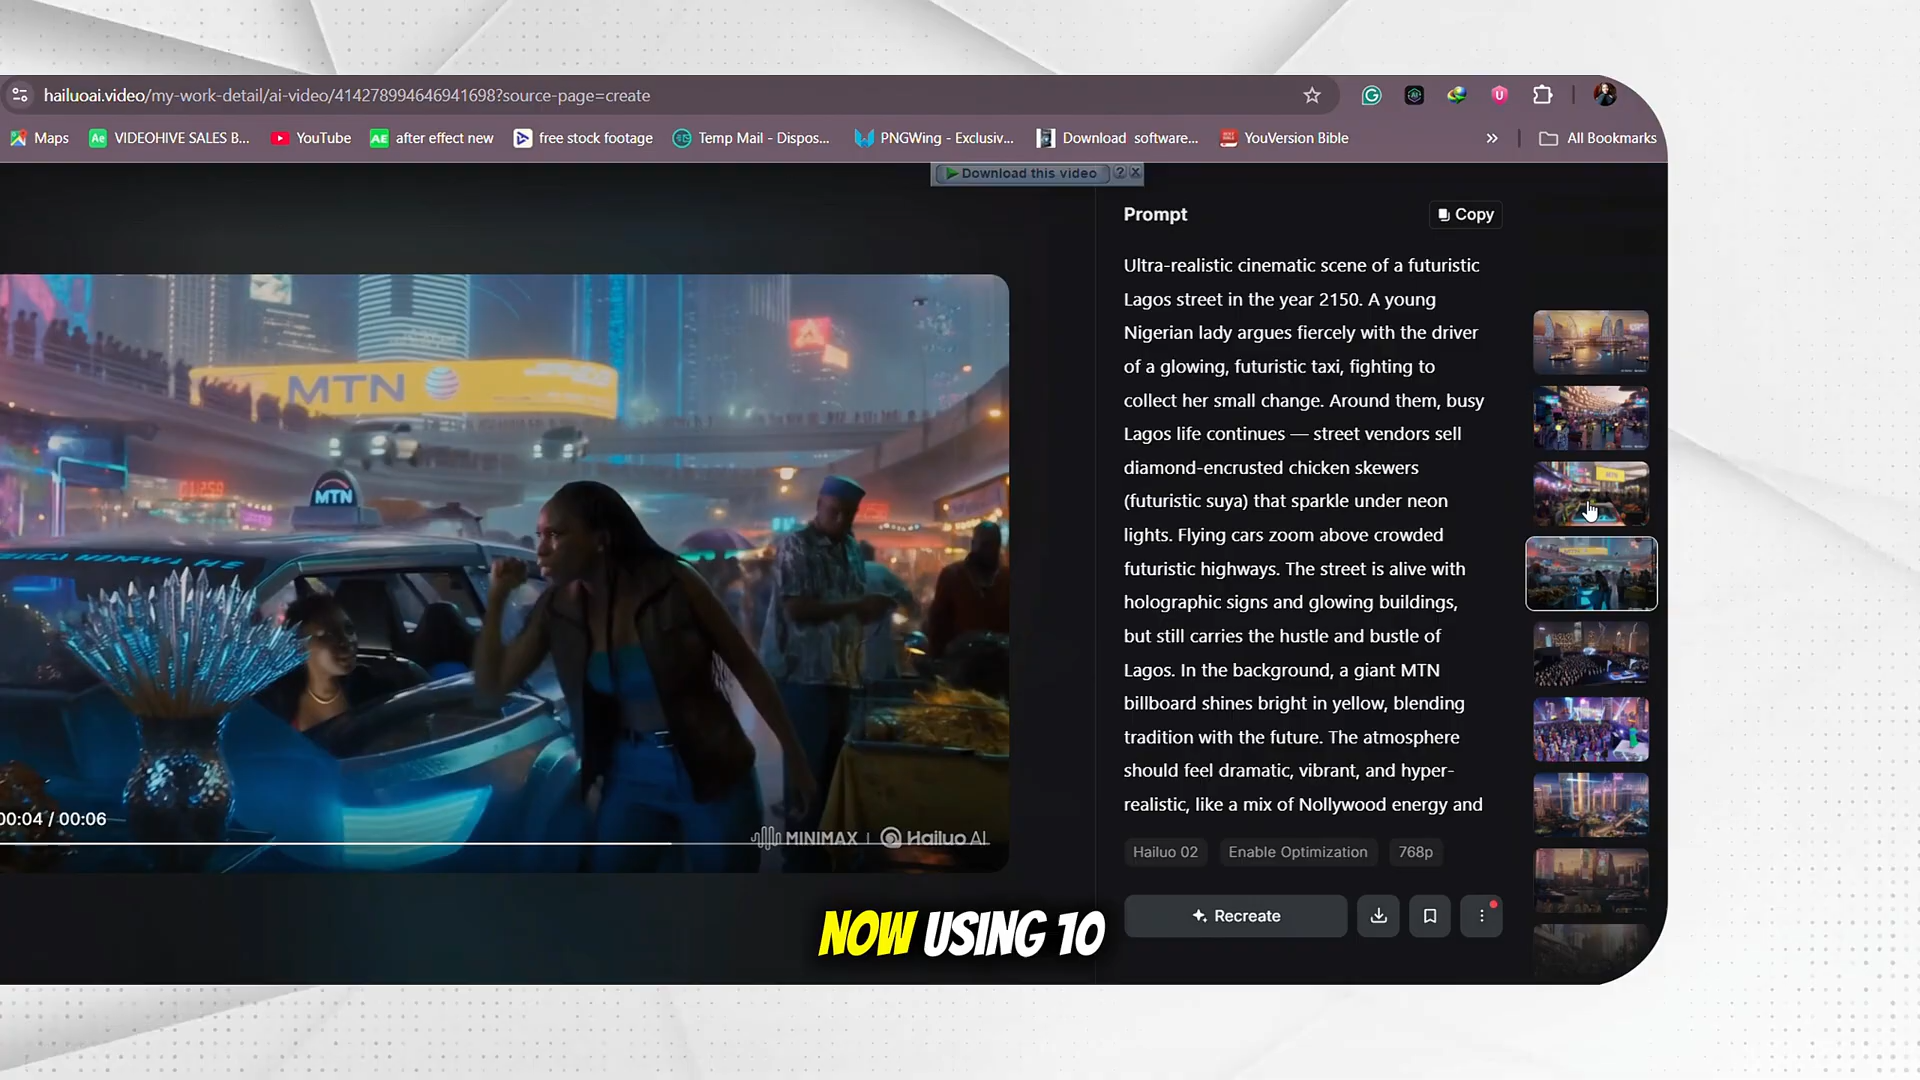 hailuoai.video/my-work-detail/ai-video/414278994646941698?source-page=create
Maps
VIDEOHIVE SALES B...
YouTube
after effect new
free stock footage
Temp Mail - Dispos...
PNGWing - Exclusiv...
Download software...
YouVersion Bible
All Bookmarks
Download this video
Prompt
Copy
Ultra-realistic cinematic scene of a futuristic
Lagos street in the year 2150. A young
Nigerian lady argues fiercely with the driver
of a glowing, futuristic taxi, fighting to
collect her small change. Around them, busy
Lagos life continues — street vendors sell
diamond-encrusted chicken skewers
(futuristic suya) that sparkle under neon
lights. Flying cars zoom above crowded
futuristic highways. The street is alive with
holographic signs and glowing buildings,
but still carries the hustle and bustle of
Lagos. In the background, a giant MTN
billboard shines bright in yellow, blending
tradition with the future. The atmosphere
should feel dramatic, vibrant, and hyper-
realistic, like a mix of Nollywood energy and
Hailuo 02
Enable Optimization
768p
Recreate
MTN
MTN
00:04 / 00:06
MINIMAX | Hailuo AI
NOW USING 10